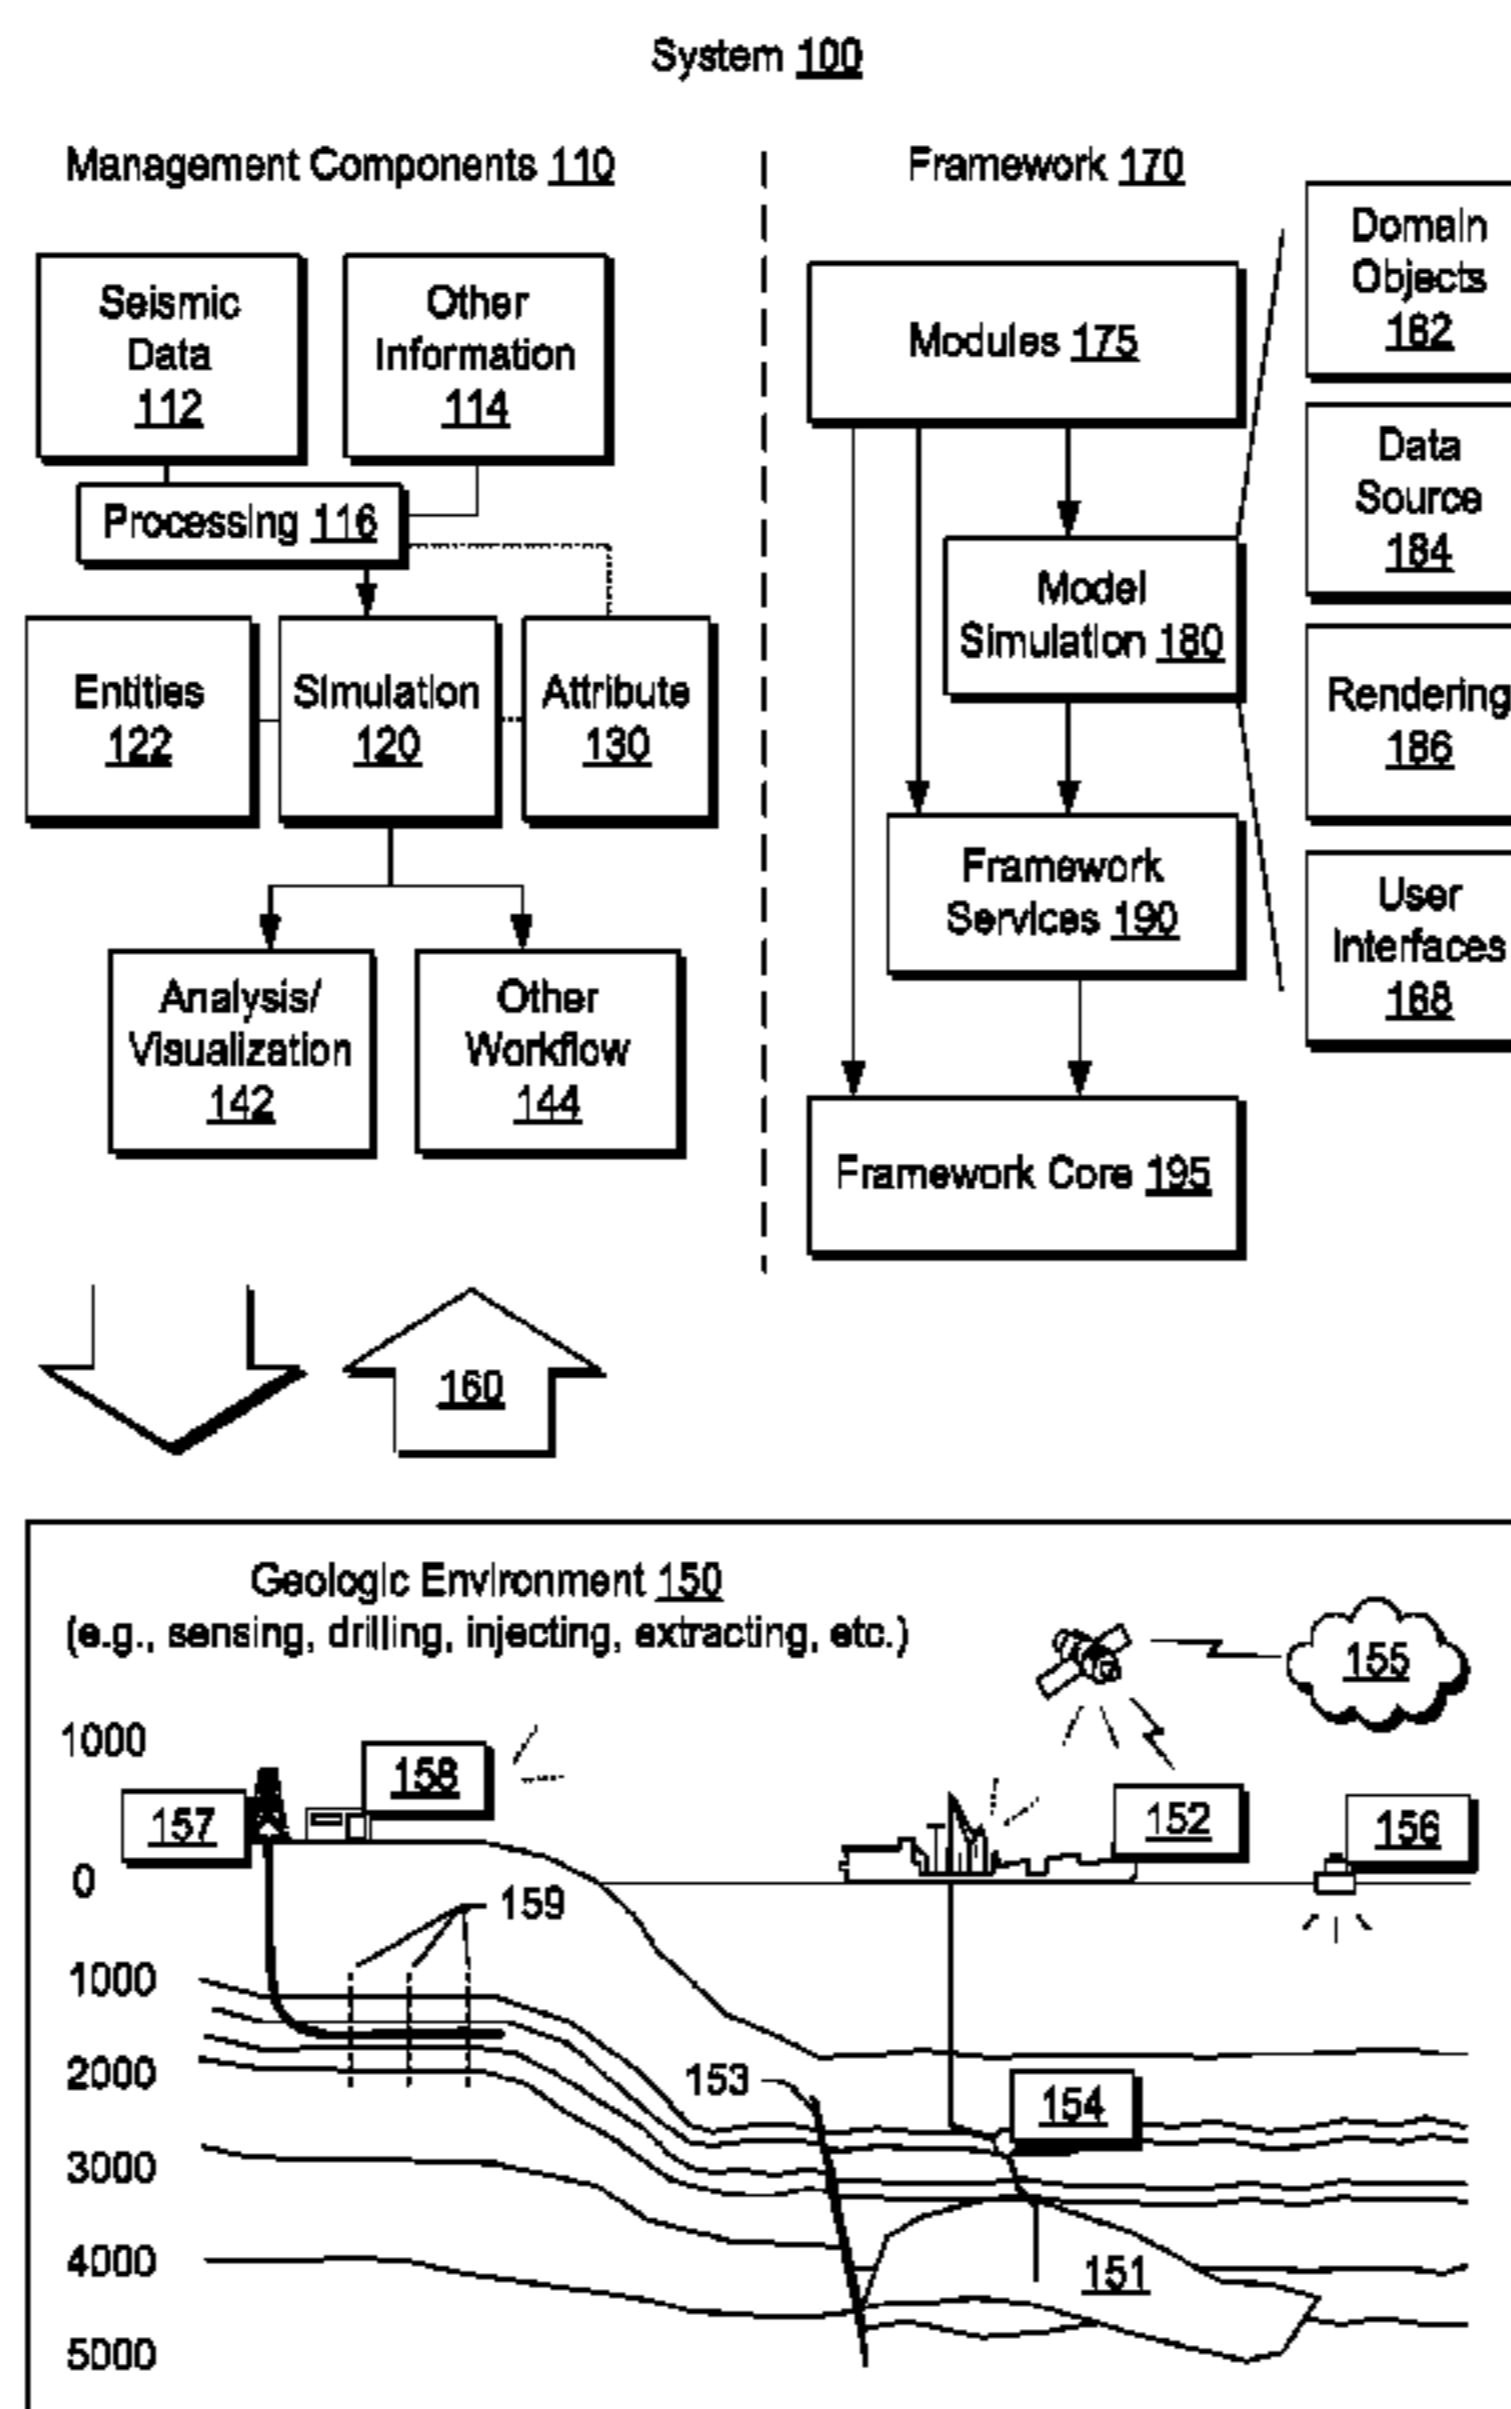 System 100
Management Components 110
Seismic
Data
112
Other
Information
114
Processing 116
Entities
122
Simulation
120
Attribute
130
Analysis/
Visualization
142
Other
Workflow
144
Framework 170
Modules 175
Model
Simulation 180
Framework
Services 190
Framework Core 195
Domain
Objects
182
Data
Source
184
Rendering
186
User
Interfaces
188
160
Geologic Environment 150
(e.g., sensing, drilling, injecting, extracting, etc.)
155
1000
158
157
152
156
0
159
1000
2000
153
154
3000
4000
151
5000